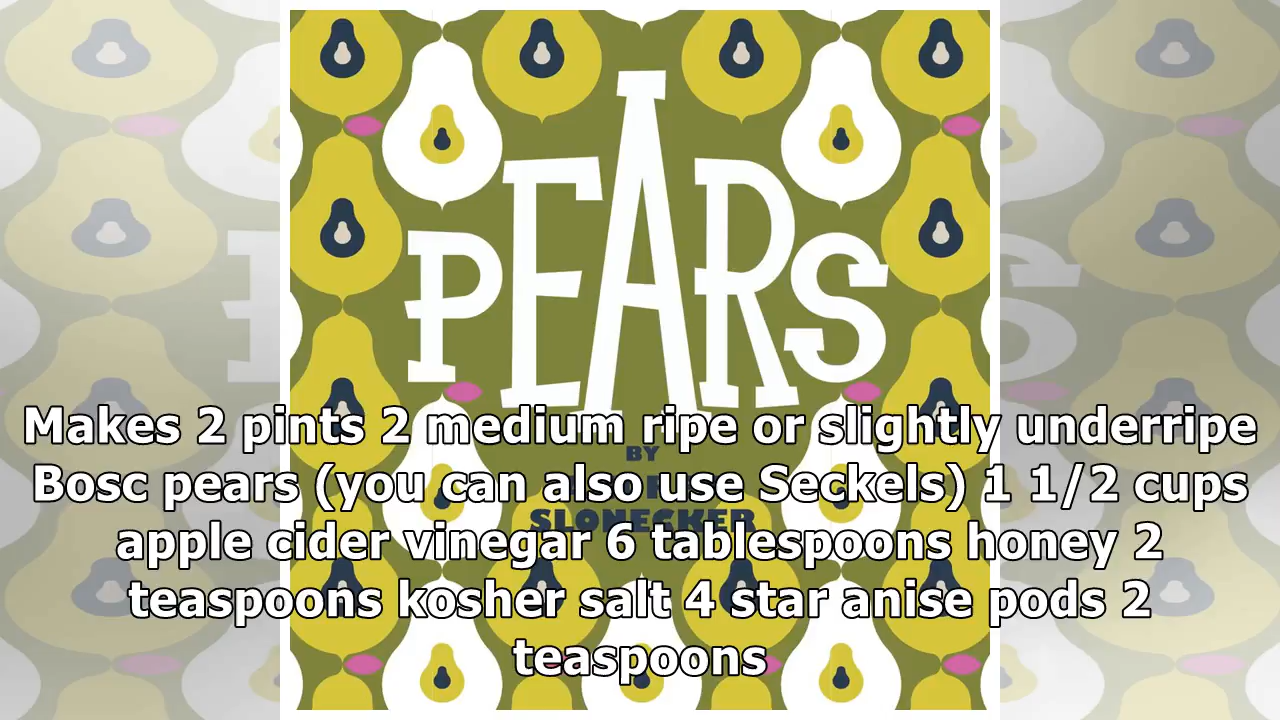 PEARS
BY
SLONECKER
Makes 2 pints 2 medium ripe or slightly underripe
Bosc pears (you can also use Seckels) 1 1/2 cups
apple cider vinegar 6 tablespoons honey 2
teaspoons kosher salt 4 star anise pods 2
teaspoons